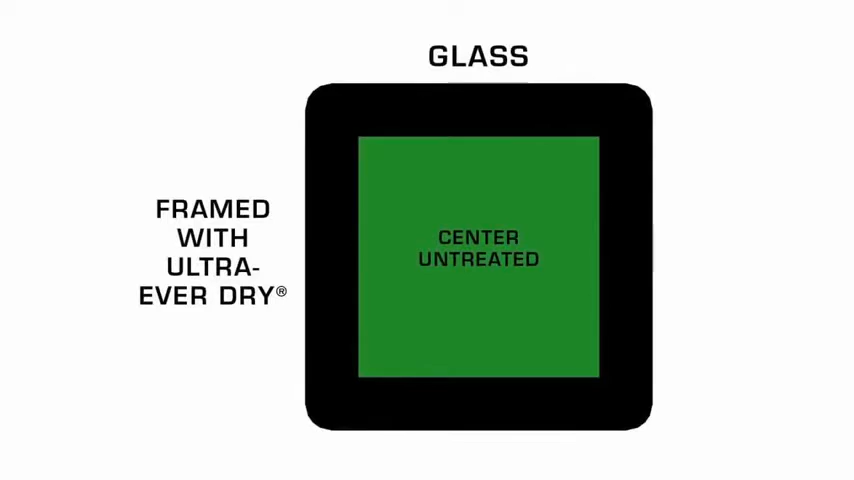 GLASS
FRAMED
WITH
ULTRA-
EVER DRY®
CENTER
UNTREATED